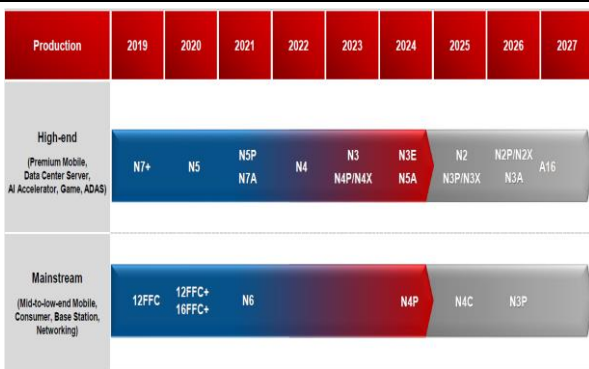 Production 2019 2020 2021 2022 2023 2024 2025 2026 2027
High-end
(Premium Mobile,
Data Center Server,
AI Accelerator, Game, ADAS)
N7+ N5 N5P N4 N3 N3E N2 N2P/N2X A16
N7A N4P/N4X N5A N3P/N3X N3A
Mainstream
(Mid-to-low-end Mobile,
Consumer, Base Station,
Networking)
12FFC 12FFC+ N6 N4P N4C N3P
16FFC+